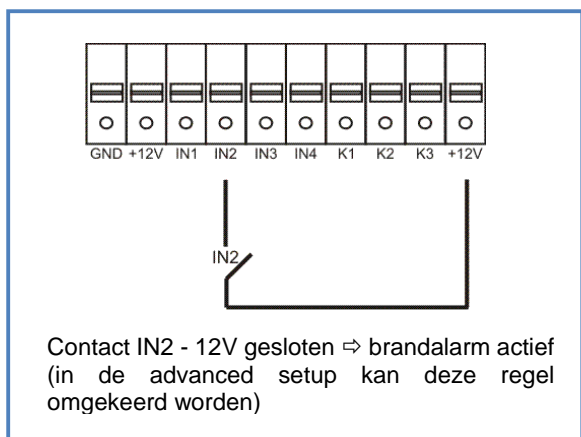 GND +12V IN1 IN2 IN3 IN4 K1 K2 K3 +12V
IN2
Contact IN2 - 12V gesloten ⇨ brandalarm actief
(in de advanced setup kan deze regel
omgekeerd worden)